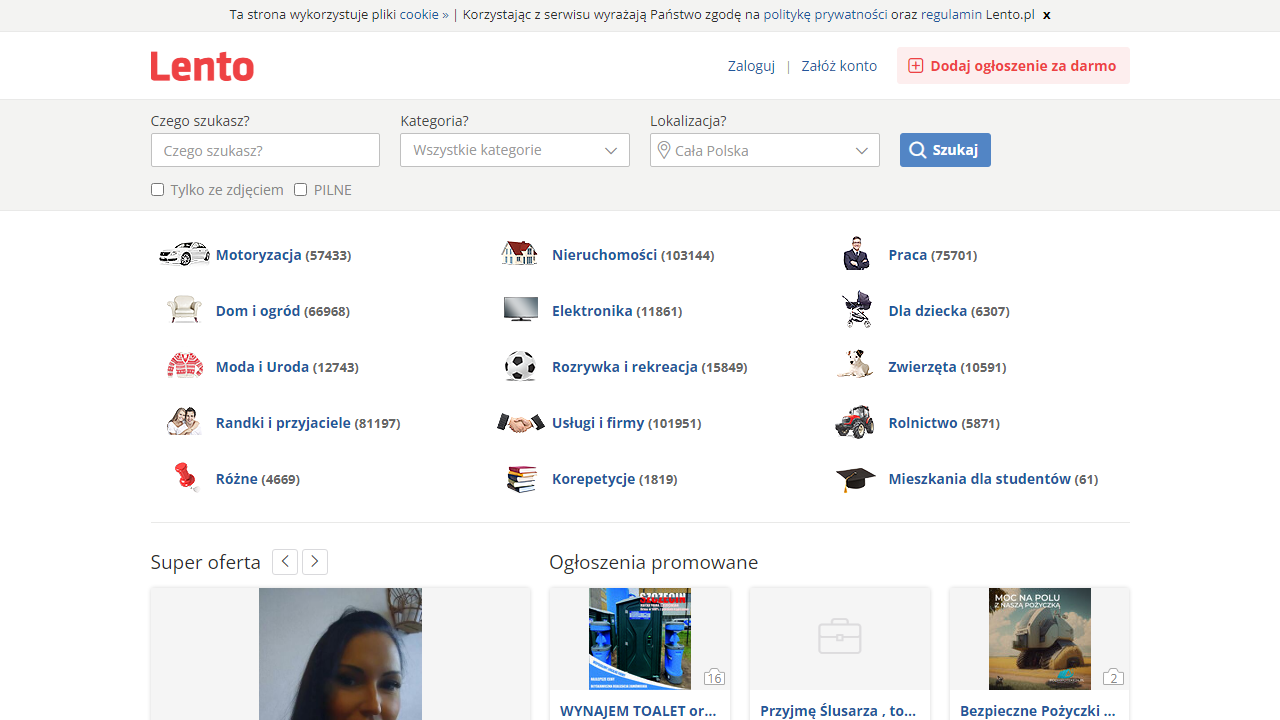 Ta strona wykorzystuje pliki cookie » | Korzystając z serwisu wyrażają Państwo zgodę na politykę prywatności oraz regulamin Lento.pl x
Lento
Zaloguj | Załóż konto
Dodaj ogłoszenie za darmo
Czego szukasz? Kategoria? Lokalizacja?
Czego szukasz? Wszystkie kategorie Cała Polska Szukaj
Tylko ze zdjęciem PILNE
Motoryzacja (57433) Nieruchomości (103144) Praca (75701)
Dom i ogród (66968) Elektronika (11861) Dla dziecka (6307)
Moda i Uroda (12743) Rozrywka i rekreacja (15849) Zwierzęta (10591)
Randki i przyjaciele (81197) Usługi i firmy (101951) Rolnictwo (5871)
Różne (4669) Korepetycje (1819) Mieszkania dla studentów (61)
Super oferta
Ogłoszenia promowane
SZCZECIN
MOC NA POLU
Z NASZĄ POŻYCZKĄ
16
2
WYNAJEM TOALET or...
Przyjmę Ślusarza , to...
Bezpieczne Pożyczki ...